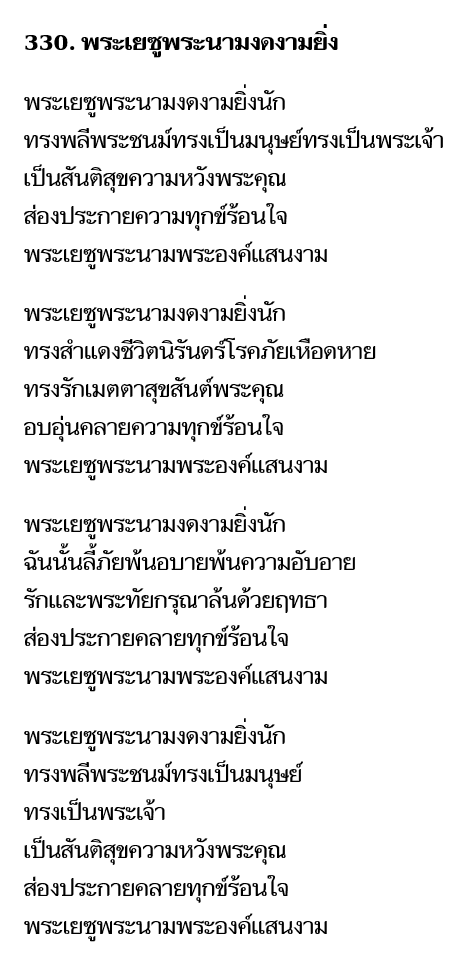 330. พระเยซูพระนามงดงามยิ่ง
พระเยซูพระนามงดงามยิ่งนัก
ทรงพลีพระชนม์ทรงเป็นมนุษย์ทรงเป็นพระเจ้า
เป็นสันติสุขความหวังพระคุณ
ส่องประกายความทุกข์ร้อนใจ
พระเยซูพระนามพระองค์แสนงาม
พระเยซูพระนามงดงามยิ่งนัก
ทรงสำแดงชีวิตนิรันดร์โรคภัยเหือดหาย
ทรงรักเมตตาสุขสันต์พระคุณ
อบอุ่นคลายความทุกข์ร้อนใจ
พระเยซูพระนามพระองค์แสนงาม
พระเยซูพระนามงดงามยิ่งนัก
ฉันนั้นลี้ภัยพ้นอบายพ้นความอับอาย
รักและพระทัยกรุณาล้นด้วยฤทธา
ส่องประกายคลายทุกข์ร้อนใจ
พระเยซูพระนามพระองค์แสนงาม
พระเยซูพระนามงดงามยิ่งนัก
ทรงพลีพระชนม์ทรงเป็นมนุษย์
ทรงเป็นพระเจ้า
เป็นสันติสุขความหวังพระคุณ
ส่องประกายคลายทุกข์ร้อนใจ
พระเยซูพระนามพระองค์แสนงาม